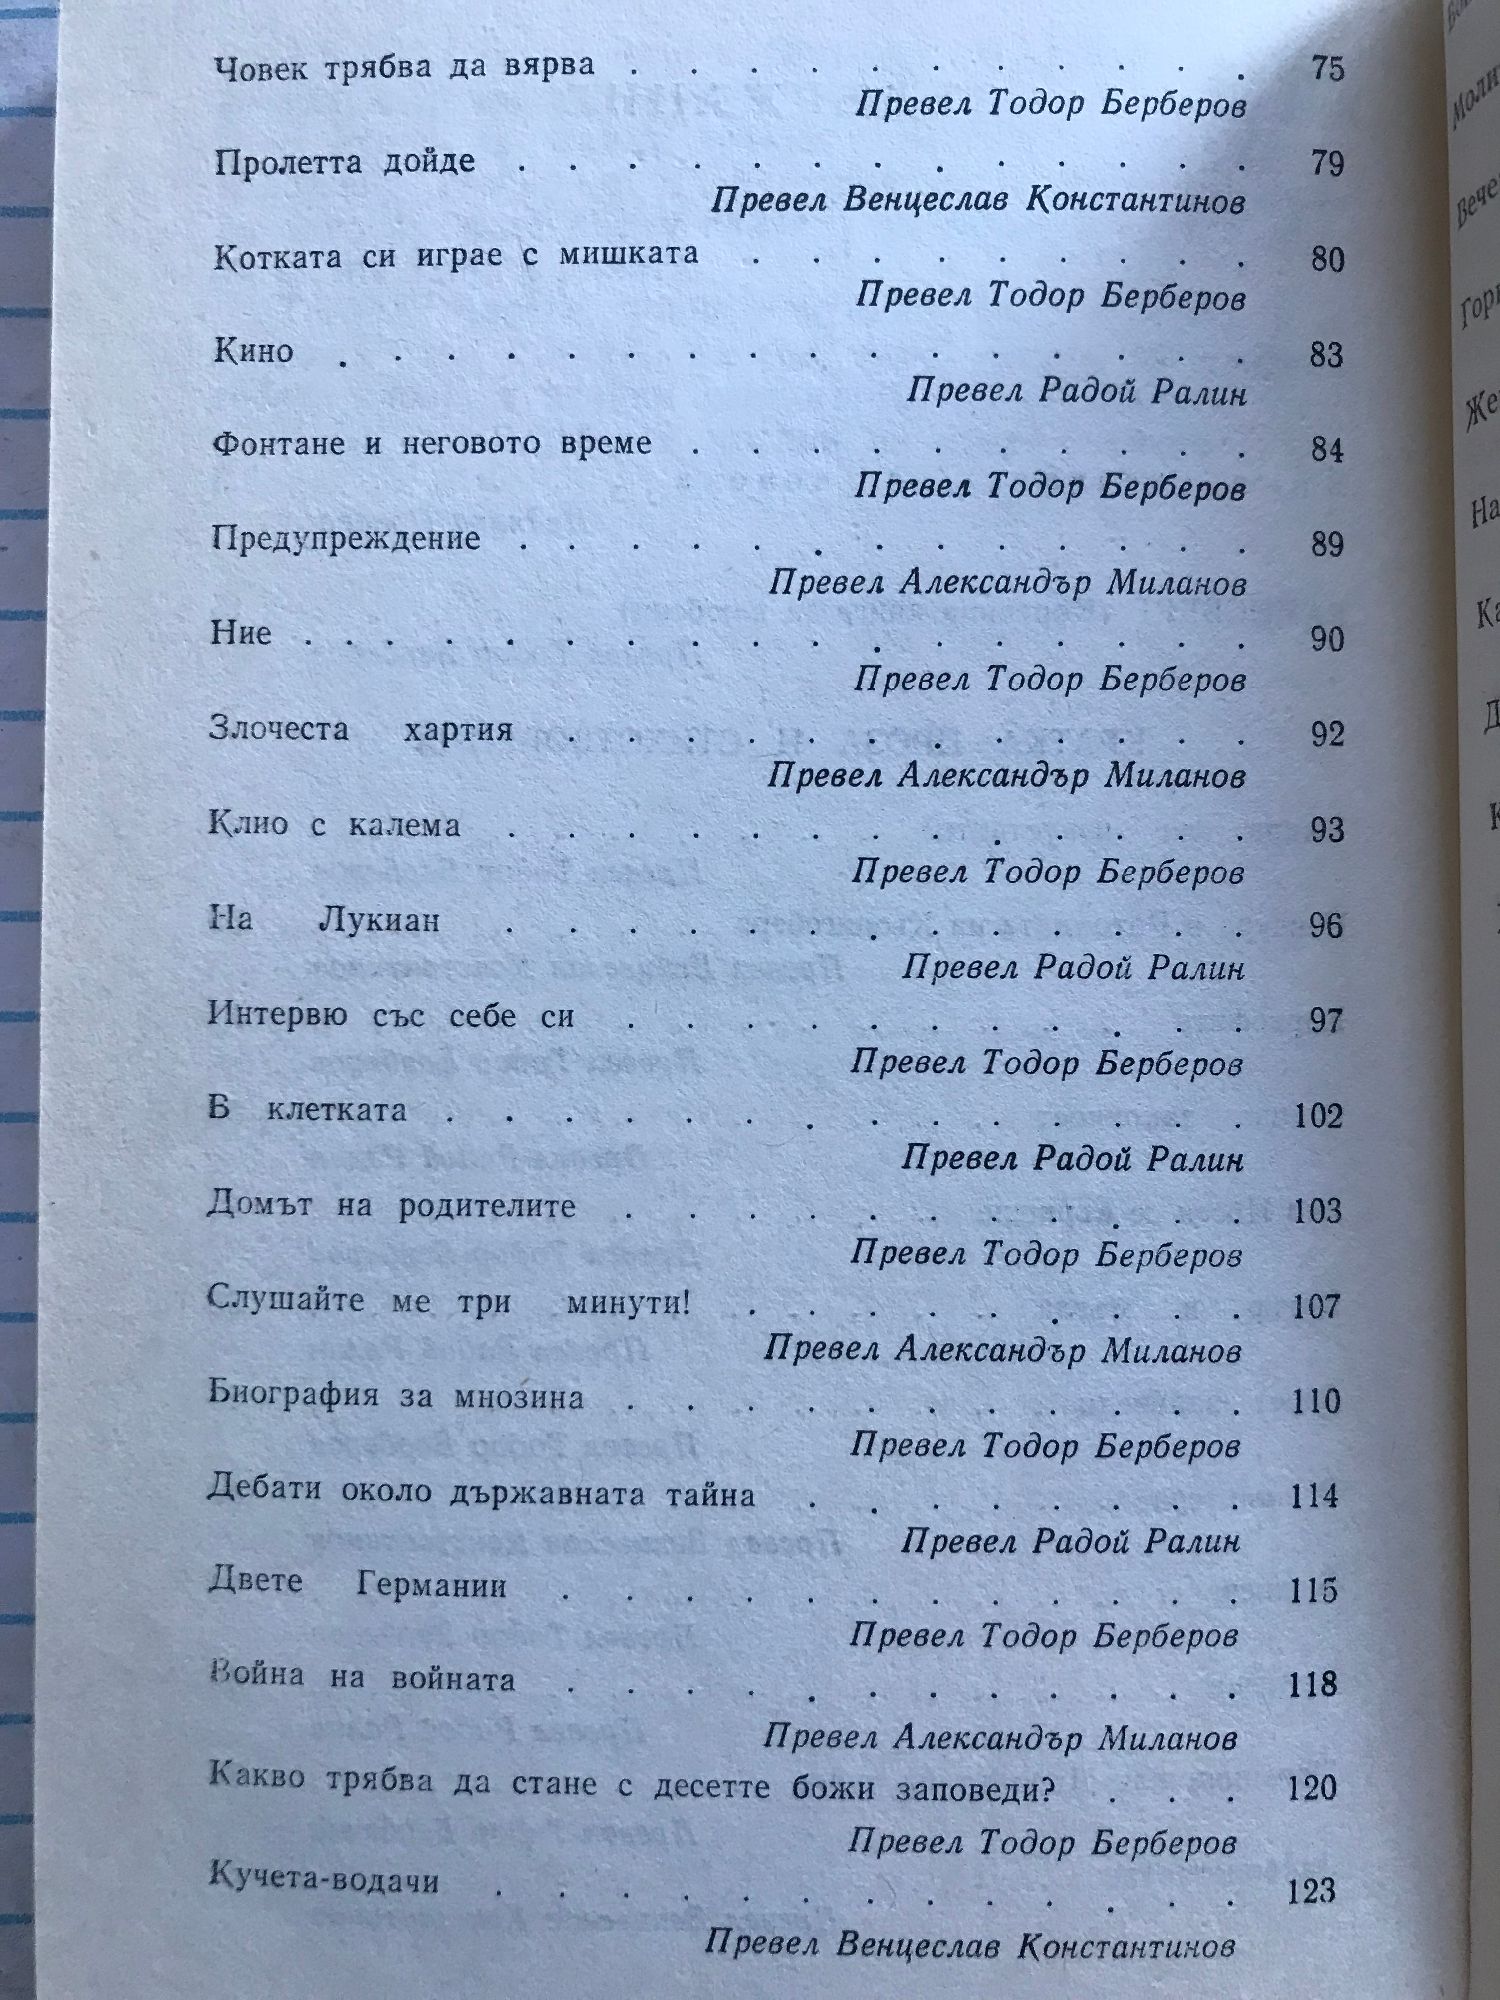 Човек трябва да вярва . . . . . . . . . . . 75
Превел Тодор Берберов
Пролетта дойде . . . . . . . . . . . . . 79
Превел Венцеслав Константинов
Котката си играе с мишката . . . . . . . . . 80
Превел Тодор Берберов
Кино . . . . . . . . . . . . . . . . 83
Превел Радой Ралин
Фонтане и неговото време . . . . . . . . . . 84
Превел Тодор Берберов
Предупреждение . . . . . . . . . . . . . 89
Превел Александър Миланов
Ние . . . . . . . . . . . . . . . . . 90
Превел Тодор Берберов
Злочеста хартия . . . . . . . . . . . . 92
Превел Александър Миланов
Клио с калема . . . . . . . . . . . . . 93
Превел Тодор Берберов
На Лукиан . . . . . . . . . . . . . 96
Превел Радой Ралин
Интервю със себе си . . . . . . . . . . . 97
Превел Тодор Берберов
В клетката . . . . . . . . . . . . . . 102
Превел Радой Ралин
Домът на родителите . . . . . . . . . . . 103
Превел Тодор Берберов
Слушайте ме три минути! . . . . . . . . . 107
Превел Александър Миланов
Биография за мнозина . . . . . . . . . . . 110
Превел Тодор Берберов
Дебати около държавната тайна . . . . . . . . 114
Превел Радой Ралин
Двете Германии . . . . . . . . . . . . 115
Превел Тодор Берберов
Война на войната . . . . . . . . . . . . 118
Превел Александър Миланов
Какво трябва да стане с десетте божи заповеди? . . . 120
Превел Тодор Берберов
Кучета-водачи . . . . . . . . . . . . . 123
Превел Венцеслав Константинов